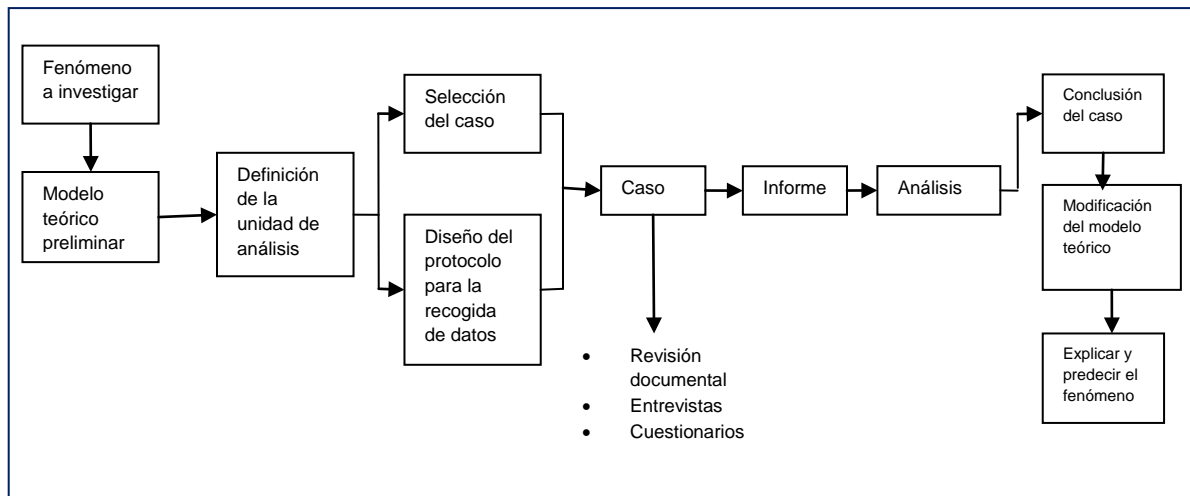 Fenómeno
a investigar
Modelo
teórico
preliminar
Definición
de la
unidad de
análisis
Selección
del caso
Diseño del
protocolo
para la
recogida
de datos
Caso
• Revisión
documental
• Entrevistas
• Cuestionarios
Informe
Análisis
Conclusión
del caso
Modificación
del modelo
teórico
Explicar y
predecir el
fenómeno